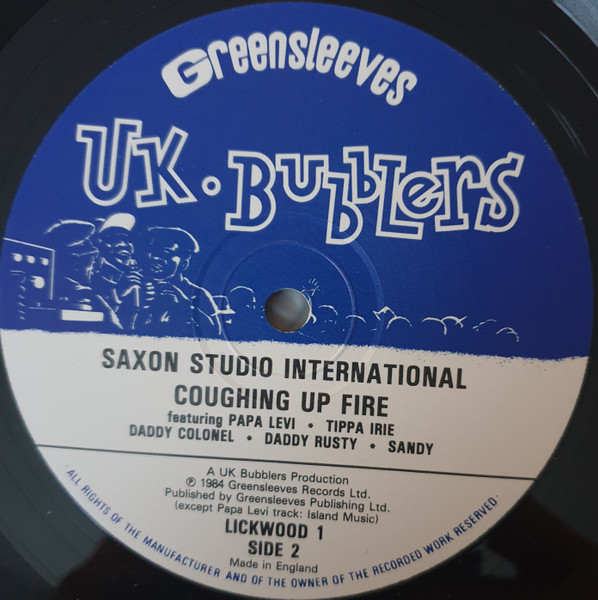 Greensleeves
UK·BubbLers
SAXON STUDIO INTERNATIONAL
COUGHING UP FIRE
featuring PAPA LEVI • TIPPA IRIE
DADDY COLONEL • DADDY RUSTY • SANDY
A UK Bubblers Production
℗ 1984 Greensleeves Records Ltd.
Published by Greensleeves Publishing Ltd.
(except Papa Levi track: Island Music)
LICKWOOD 1
SIDE 2
Made in England
·ALL RIGHTS OF THE MANUFACTURER AND OF THE OWNER OF THE RECORDED WORK RESERVED·